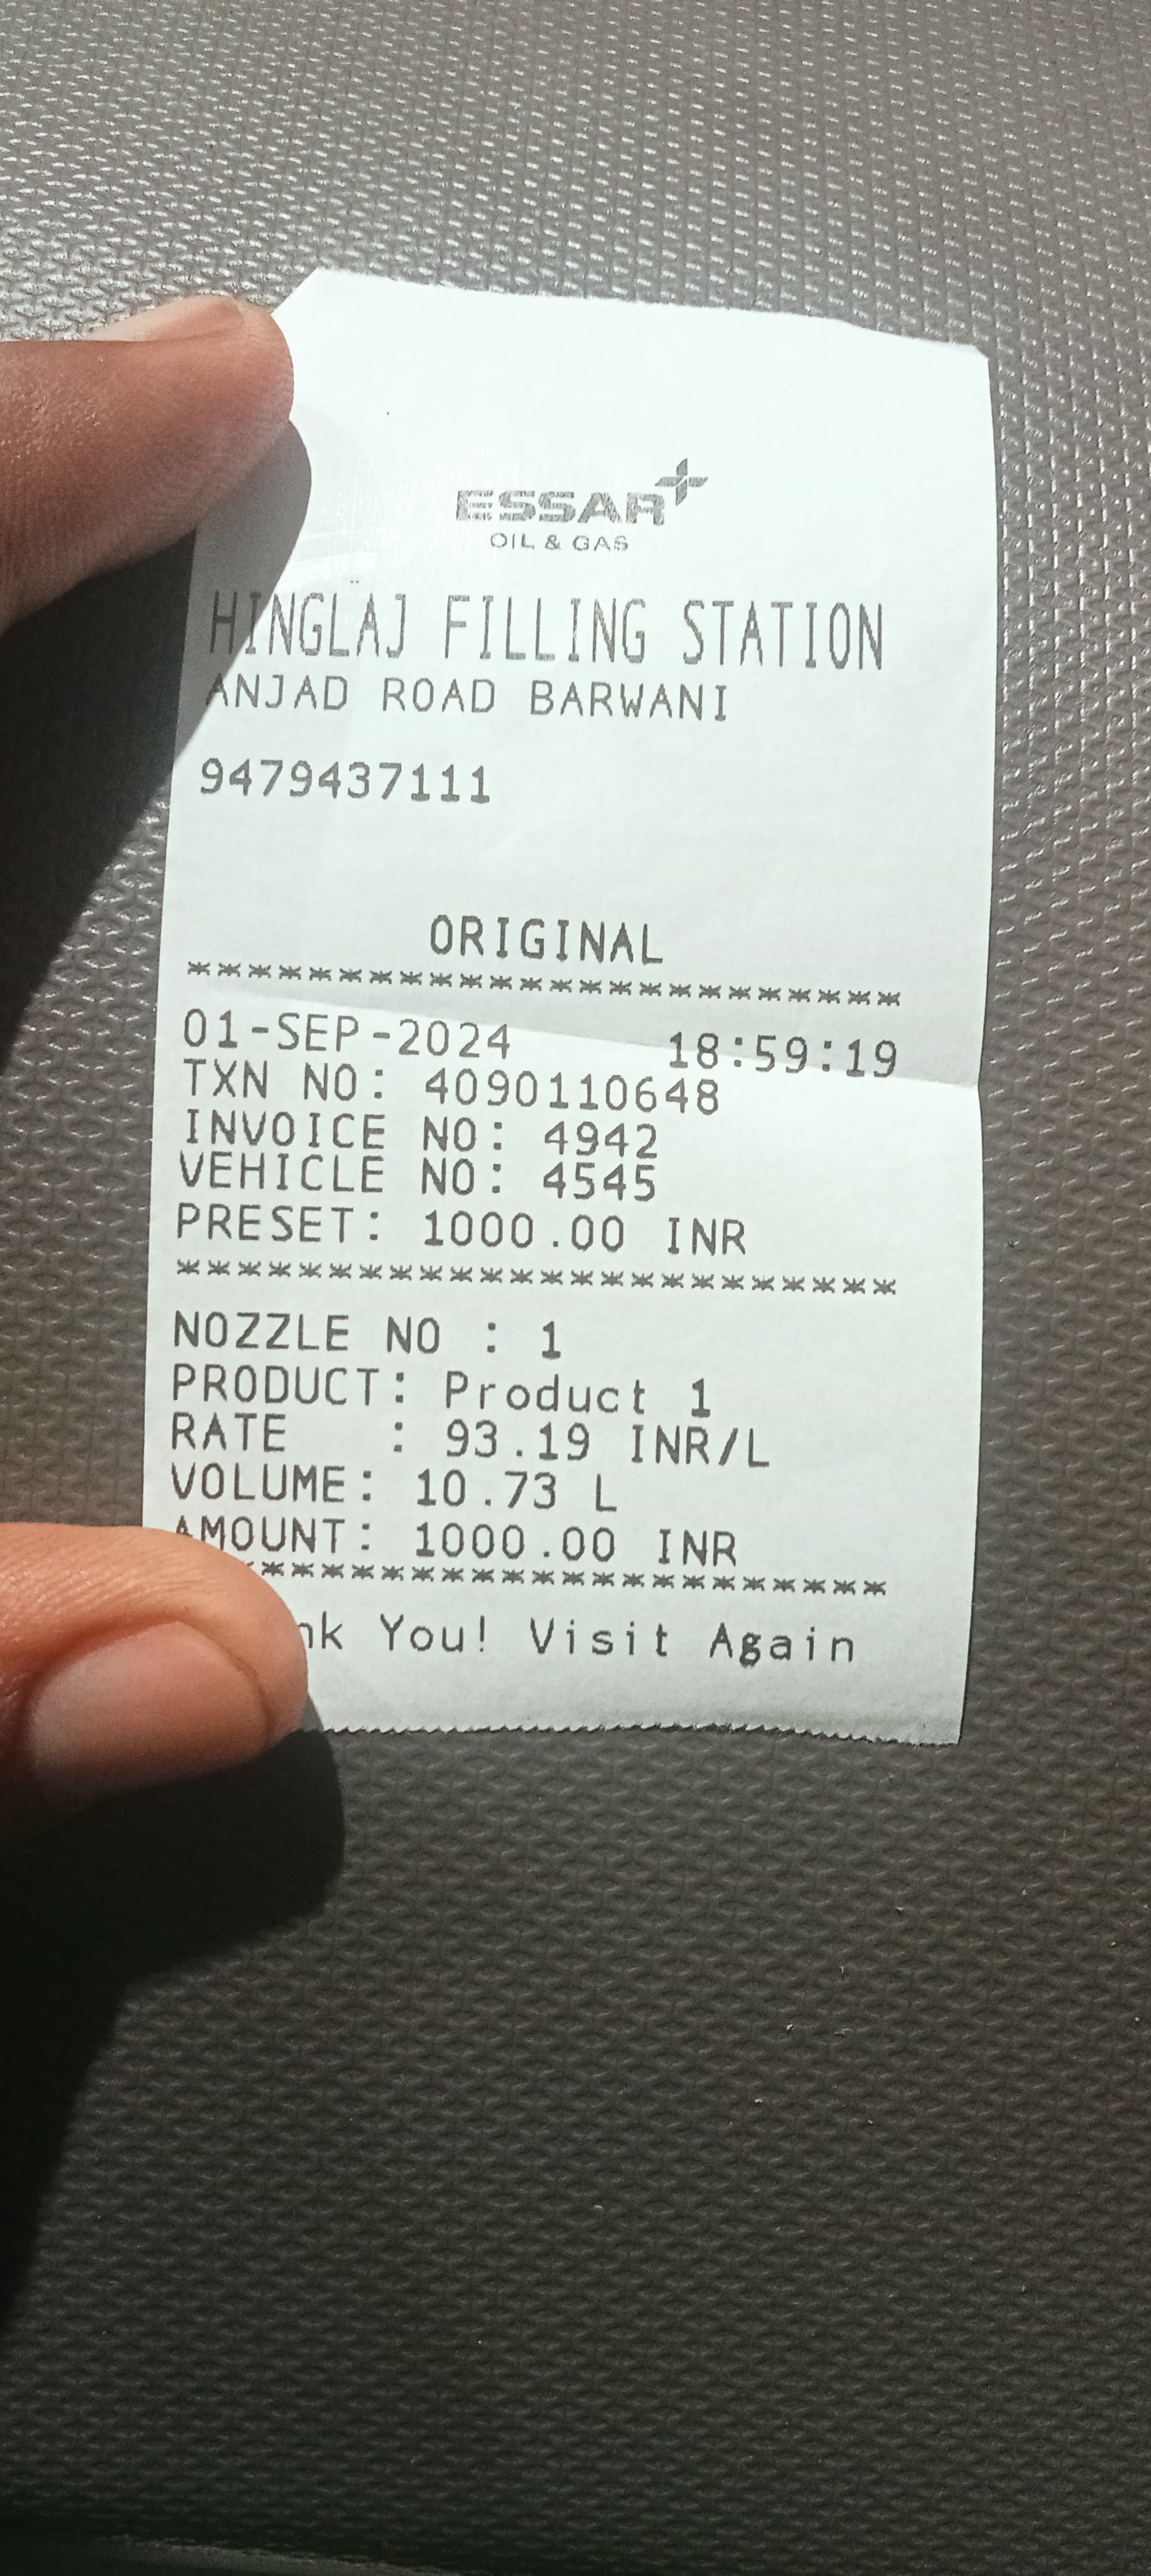 ESSAR
OIL & GAS
HINGLAJ FILLING STATION
ANJAD ROAD BARWANI
9479437111
ORIGINAL
************************
01-SEP-2024 18:59:19
TXN NO: 4090110648
INVOICE NO: 4942
VEHICLE NO: 4545
PRESET: 1000.00 INR
************************
NOZZLE NO : 1
PRODUCT: Product 1
RATE : 93.19 INR/L
VOLUME: 10.73 L
AMOUNT: 1000.00 INR
**********************
You! Visit Again